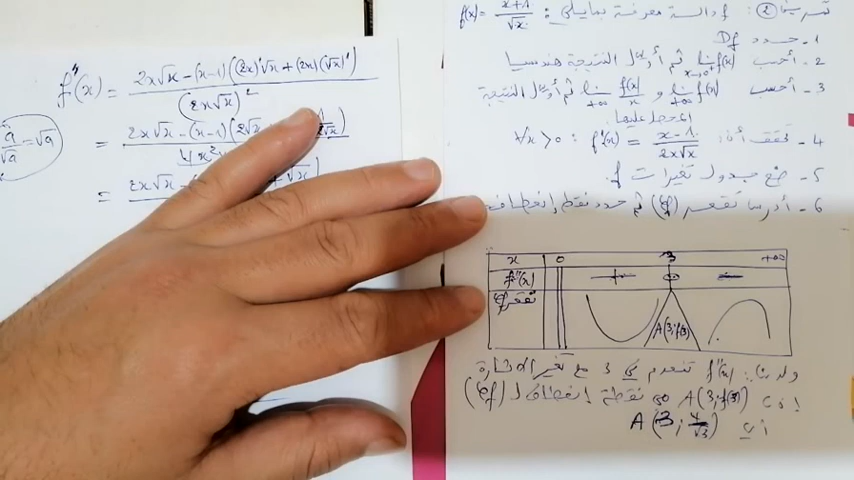 تمرين 2: f دالة معرفة بمايلي: f(x) = x+1/√x
1- حدد Df
2- أحسب lim f(x) x→0+ ثم أول النتيجة هندسيا
3- أحسب lim f(x) +∞ و lim f(x)/x +∞ ثم أول النتيجة
المحصل عليها.
4- تحقق أن: ∀x>0 : f'(x) = x-1/2x√x
5- ضع جدول تغيرات f.
6- أدرس تقعر (Cf) ثم حدد نقط إنعطاف
x 0 3 +∞
f"(x) + 0 -
تقعر Cf A(3;f(3))
ولدينا: f"(x) تنعدم في 3 مع تغير الإشارة
إذن A(3;f(3)) هي نقطة إنعطاف لـ (Cf)
أي A(3; 4/√3)
f"(x) = 2x√x-(x-1)((2x)'√x+(2x)(√x)')/(2x√x)²
a/√a = √a
= 2x√x-(x-1)(2√x
= 2x√x